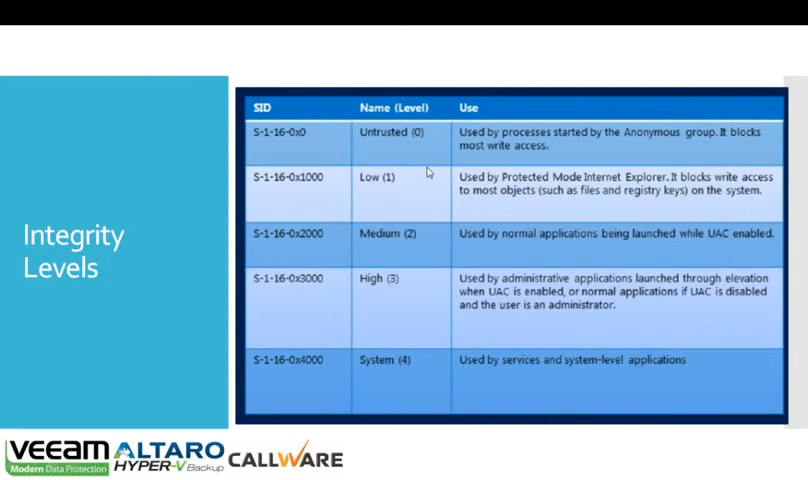 Integrity
Levels
SID Name (Level) Use
S-1-16-0x0 Untrusted (0) Used by processes started by the Anonymous group. It blocks
most write access.
S-1-16-0x1000 Low (1) Used by Protected Mode Internet Explorer. It blocks write access
to most objects (such as files and registry keys) on the system.
S-1-16-0x2000 Medium (2) Used by normal applications being launched while UAC enabled.
S-1-16-0x3000 High (3) Used by administrative applications launched through elevation
when UAC is enabled, or normal applications if UAC is disabled
and the user is an administrator.
S-1-16-0x4000 System (4) Used by services and system-level applications
veeam
Modern Data Protection
ALTARO
HYPER-V Backup
CALLWARE